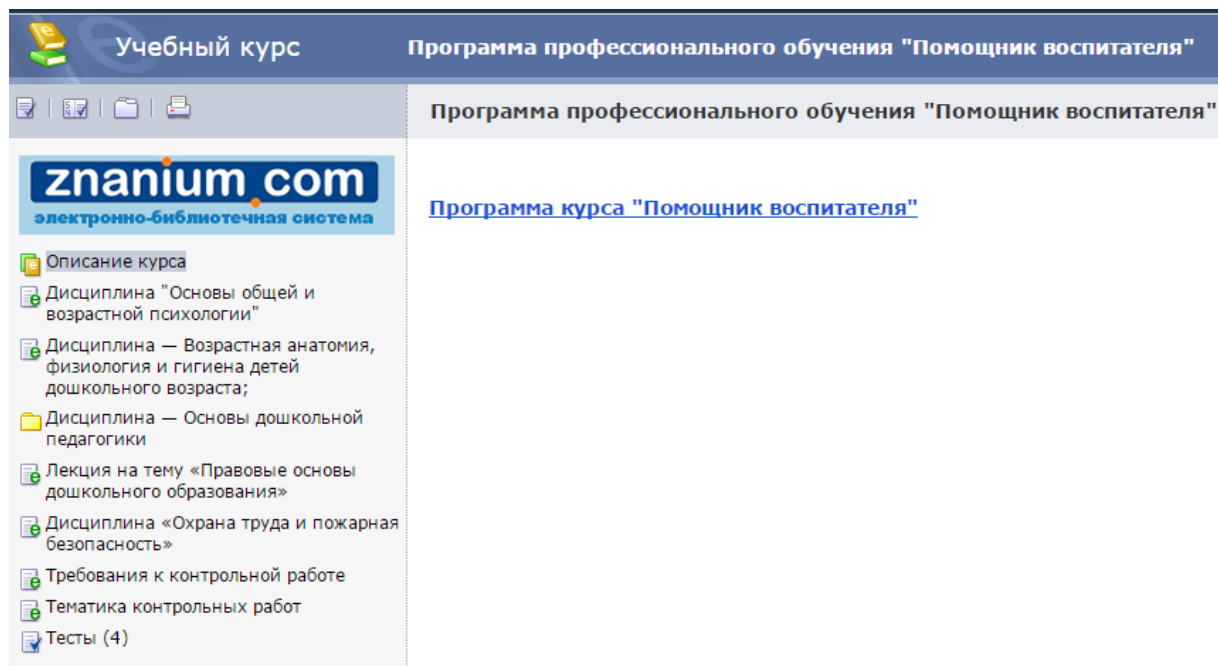 Учебный курс
Программа профессионального обучения "Помощник воспитателя"
Программа профессионального обучения "Помощник воспитателя"
znanium.com
электронно-библиотечная система
Программа курса "Помощник воспитателя"
Описание курса
Дисциплина "Основы общей и
возрастной психологии"
Дисциплина — Возрастная анатомия,
физиология и гигиена детей
дошкольного возраста;
Дисциплина — Основы дошкольной
педагогики
Лекция на тему «Правовые основы
дошкольного образования»
Дисциплина «Охрана труда и пожарная
безопасность»
Требования к контрольной работе
Тематика контрольных работ
Тесты (4)